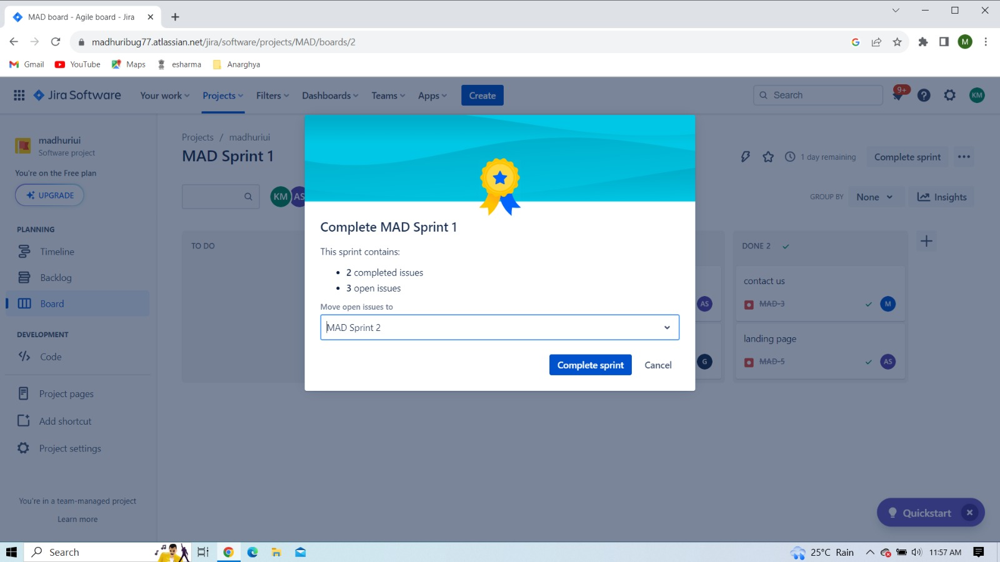 MAD board - Agile board - Jira
madhuribug77.atlassian.net/jira/software/projects/MAD/boards/2
M
Gmail
YouTube
Maps
esharma
Anarghya
Jira Software
Your work
Projects
Filters
Dashboards
Teams
Apps
Create
Search
9+
KM
madhuriui
Software project
You're on the Free plan
UPGRADE
PLANNING
Timeline
Backlog
Board
DEVELOPMENT
Code
Project pages
Add shortcut
Project settings
You're in a team-managed project
Learn more
Projects / madhuriui
MAD Sprint 1
1 day remaining
Complete sprint
KM
AS
GROUP BY
None
Insights
TO DO
AS
G
DONE 2
contact us
MAD-3
M
landing page
MAD-5
AS
Complete MAD Sprint 1
This sprint contains:
• 2 completed issues
• 3 open issues
Move open issues to
MAD Sprint 2
Complete sprint
Cancel
Quickstart
Search
25°C Rain
11:57 AM